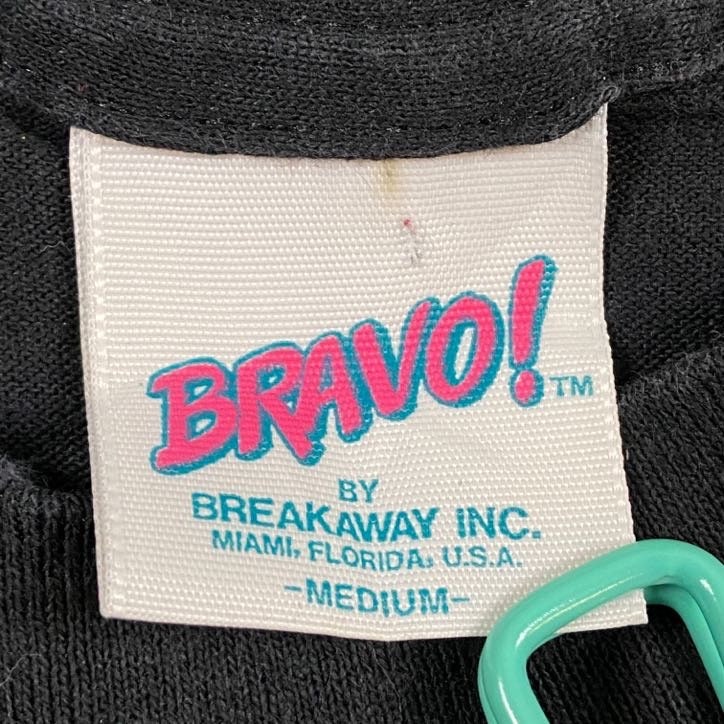 BRAVO!™
BY
BREAKAWAY INC.
MIAMI, FLORIDA, U.S.A.
-MEDIUM-